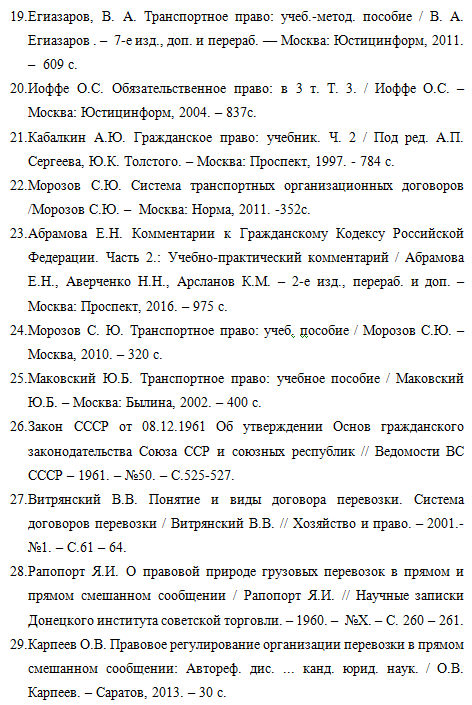 19.Егиазаров, В. А. Транспортное право: учеб.-метод. пособие / В. А.
Егиазаров . – 7-е изд., доп. и перераб. — Москва: Юстицинформ, 2011.
– 609 с.
20.Иоффе О.С. Обязательственное право: в 3 т. Т. 3. / Иоффе О.С. –
Москва: Юстицинформ, 2004. – 837с.
21.Кабалкин А.Ю. Гражданское право: учебник. Ч. 2 / Под ред. А.П.
Сергеева, Ю.К. Толстого. – Москва: Проспект, 1997. - 784 с.
22.Морозов С.Ю. Система транспортных организационных договоров
/Морозов С.Ю. – Москва: Норма, 2011. -352с.
23.Абрамова Е.Н. Комментарии к Гражданскому Кодексу Российской
Федерации. Часть 2.: Учебно-практический комментарий / Абрамова
Е.Н., Аверченко Н.Н., Арсланов К.М. – 2-е изд., перераб. и доп. –
Москва: Проспект, 2016. – 975 с.
24.Морозов С. Ю. Транспортное право: учеб. пособие / Морозов С.Ю. –
Москва, 2010. – 320 с.
25.Маковский Ю.Б. Транспортное право: учебное пособие / Маковский
Ю.Б. – Москва: Былина, 2002. – 400 с.
26.Закон СССР от 08.12.1961 Об утверждении Основ гражданского
законодательства Союза ССР и союзных республик // Ведомости ВС
СССР – 1961. – №50. – С.525-527.
27.Витрянский В.В. Понятие и виды договора перевозки. Система
договоров перевозки / Витрянский В.В. // Хозяйство и право. – 2001.-
№1. – С.61 – 64.
28.Рапопорт Я.И. О правовой природе грузовых перевозок в прямом и
прямом смешанном сообщении / Рапопорт Я.И. // Научные записки
Донецкого института советской торговли. – 1960. – №X. – С. 260 – 261.
29.Карпеев О.В. Правовое регулирование организации перевозки в прямом
смешанном сообщении: Автореф. дис. ... канд. юрид. наук. / О.В.
Карпеев. – Саратов, 2013. – 30 с.